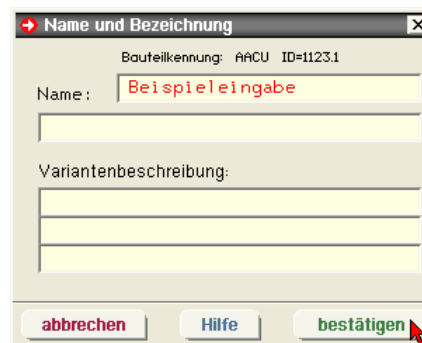 Name und Bezeichnung
Bauteilkennung: AACU ID=1123.1
Name: Beispieleingabe
Variantenbeschreibung:
abbrechen Hilfe bestätigen